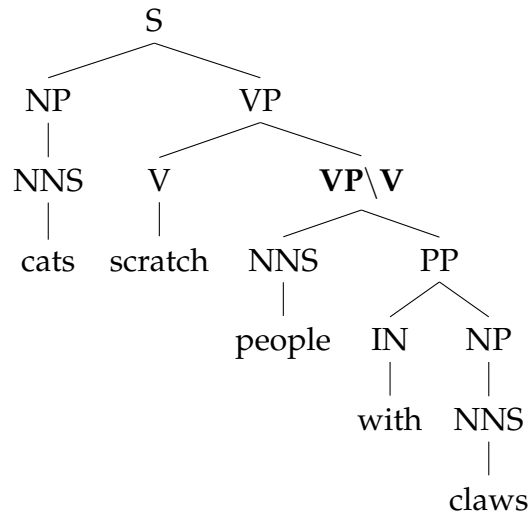 S
NP VP
NNS V VP\V
cats scratch NNS PP
people IN NP
with NNS
claws